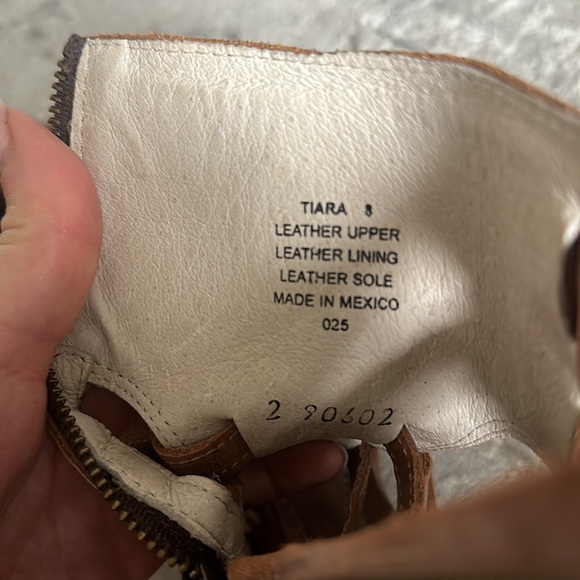 TIARA 8
LEATHER UPPER
LEATHER LINING
LEATHER SOLE
MADE IN MEXICO
025
2 90602